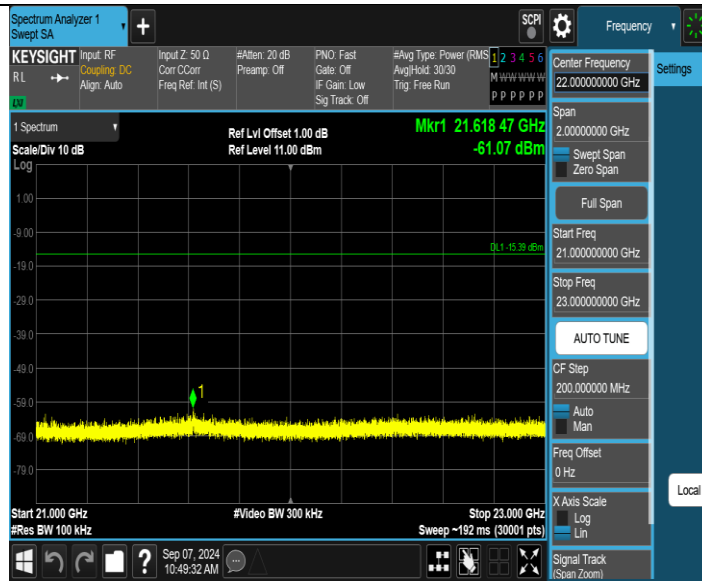 Spectrum Analyzer 1
Swept SA
+
SCPI
Frequency
KEYSIGHT
RL
LXI
Input: RF
Coupling: DC
Align: Auto
Input Z: 50 Ω
Corr CCorr
Freq Ref: Int (S)
#Atten: 20 dB
Preamp: Off
PNO: Fast
Gate: Off
IF Gain: Low
Sig Track: Off
#Avg Type: Power (RMS
Avg|Hold: 30/30
Trig: Free Run
1 2 3 4 5 6
M W W W W W
P P P P P P
1 Spectrum
Scale/Div 10 dB
Log
Ref Lvl Offset 1.00 dB
Ref Level 11.00 dBm
Mkr1 21.618 47 GHz
-61.07 dBm
1.00
-9.00
DL1 -15.39 dBm
-19.0
-29.0
-39.0
-49.0
-59.0
1
-69.0
-79.0
Start 21.000 GHz
#Res BW 100 kHz
#Video BW 300 kHz
Stop 23.000 GHz
Sweep ~192 ms (30001 pts)
?
Sep 07, 2024
10:49:32 AM
Center Frequency
22.000000000 GHz
Settings
Span
2.00000000 GHz
Swept Span
Zero Span
Full Span
Start Freq
21.000000000 GHz
Stop Freq
23.000000000 GHz
AUTO TUNE
CF Step
200.000000 MHz
Auto
Man
Freq Offset
0 Hz
X Axis Scale
Log
Lin
Local
Signal Track
(Span Zoom)